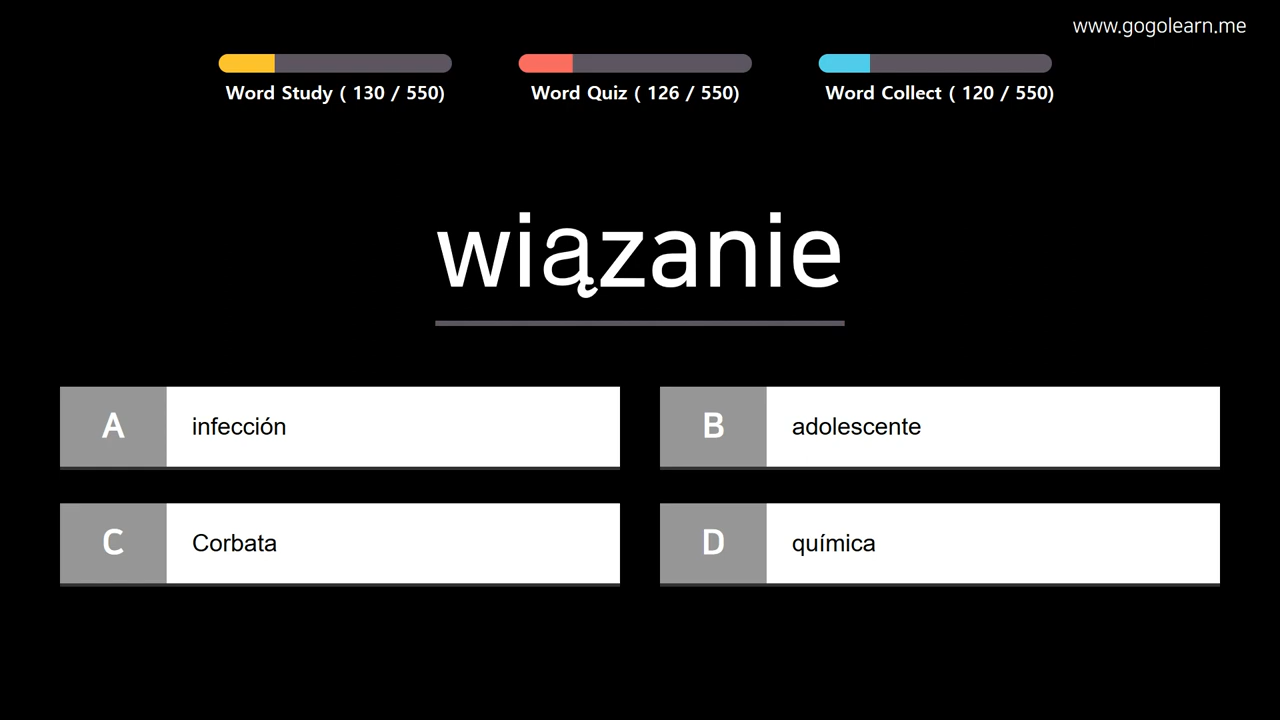 www.gogolearn.me
Word Study ( 130 / 550)
Word Quiz ( 126 / 550)
Word Collect ( 120 / 550)
wiązanie
A infección
B adolescente
C Corbata
D química